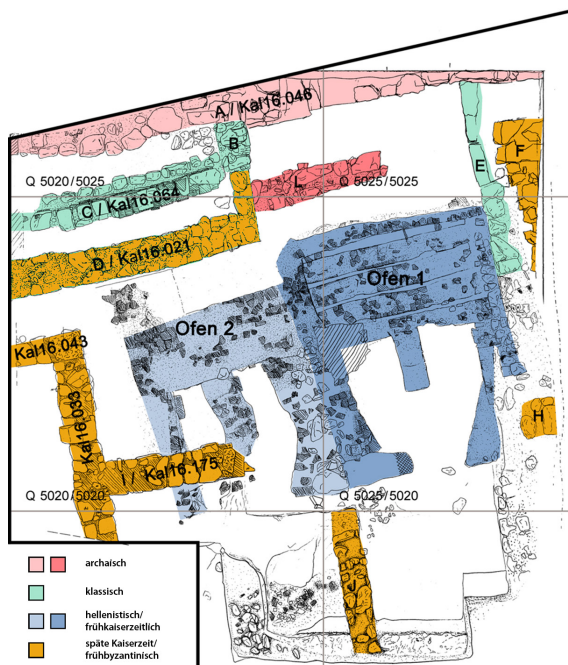 A / Kal16.046
B
F
E
Q 5020/5025
L
Q 5025/5025
C / Kal16.064
D / Kal16.021
Ofen 1
Ofen 2
Kal16.043
Kal16.033
H
I / Kal16.175
Q 5020/5020
Q 5025/5020
J
archaisch
klassisch
hellenistisch/
frühkaiserzeitlich
späte Kaiserzeit/
frühbyzantinisch